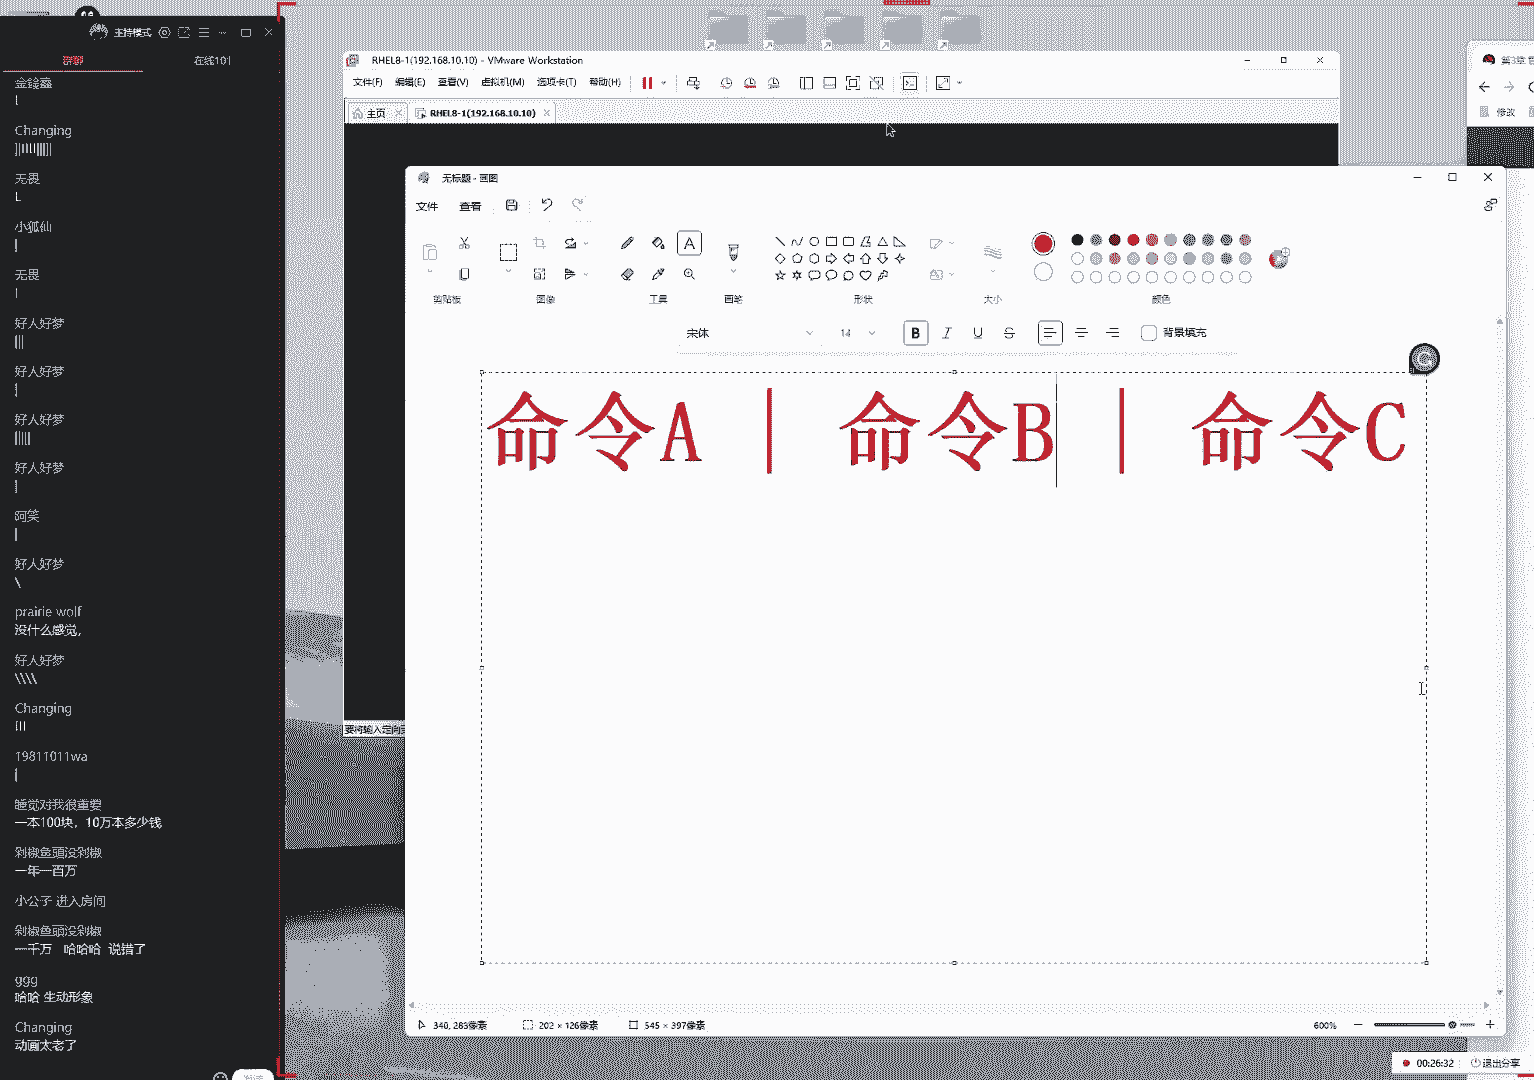 主持模式
群聊
在线101
金鋒鑫
l
Changing
]||||||||||
无畏
L
小狐仙
|
无畏
|
好人好梦
|||
好人好梦
]
好人好梦
|||||
好人好梦
]
阿笑
|
好人好梦
\
prairie wolf
没什么感觉,
好人好梦
\\\\
Changing
[[[
19811011wa
[
睡觉对我很重要
一本100块，10万本多少钱
剁椒鱼頭没剁椒
一年一百万
小公子 进入房间
剁椒鱼頭没剁椒
一千万 哈哈哈 说错了
ggg
哈哈 生动形象
Changing
动画太老了
RHEL8-1(192.168.10.10) - VMware Workstation
文件(F) 编辑(E) 查看(V) 虚拟机(M) 选项卡(T) 帮助(H)
主页 RHEL8-1(192.168.10.10)
第3章
修改
无标题 - 画图
文件 查看
剪贴板 图像 工具 画笔 形状 大小 颜色
宋体 14 B I U S 背景填充
命令A | 命令B | 命令C
要将输入定向到
340, 283像素 202 × 126像素 545 × 397像素 600%
00:26:32 退出分享